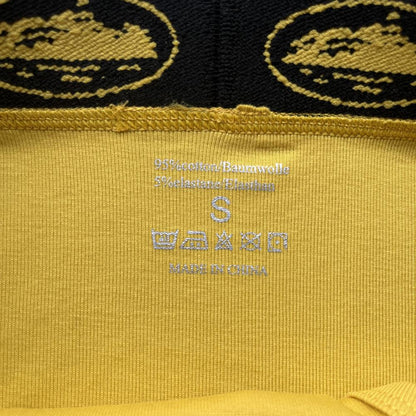 95%cotton/Baumwolle
5%elastane/Elasthan
S
MADE IN CHINA